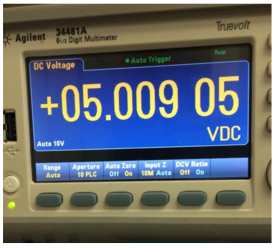 Agilent 34461A Truevolt
6½ Digit Multimeter
DC Voltage Auto Trigger Rear
+05.009 05
VDC
Auto 10V
Range Aperture Auto Zero Input Z DCV Ratio
Auto 10 PLC Off On 10M Auto Off On